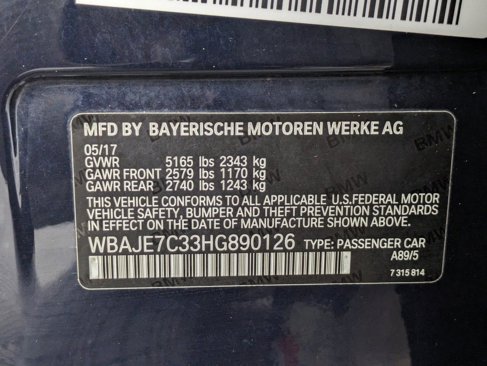 MFD BY BAYERISCHE MOTOREN WERKE AG
05/17
GVWR 5165 lbs 2343 kg
GAWR FRONT 2579 lbs 1170 kg
GAWR REAR 2740 lbs 1243 kg
THIS VEHICLE CONFORMS TO ALL APPLICABLE U.S.FEDERAL MOTOR
VEHICLE SAFETY, BUMPER AND THEFT PREVENTION STANDARDS
IN EFFECT ON THE DATE OF MANUFACTURE SHOWN ABOVE.
WBAJE7C33HG890126 TYPE: PASSENGER CAR
A89/5
7 315 814